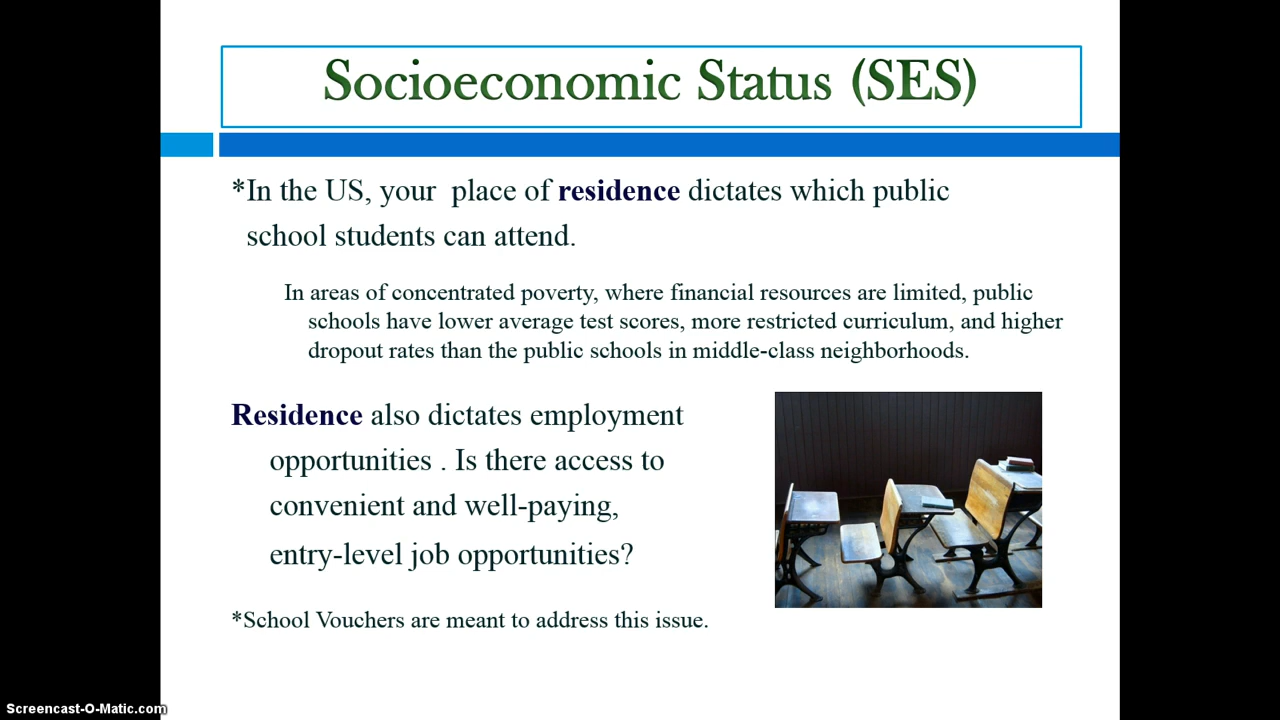 Socioeconomic Status (SES)
*In the US, your  place of residence dictates which public
school students can attend.
In areas of concentrated poverty, where financial resources are limited, public
schools have lower average test scores, more restricted curriculum, and higher
dropout rates than the public schools in middle-class neighborhoods.
Residence also dictates employment
opportunities . Is there access to
convenient and well-paying,
entry-level job opportunities?
*School Vouchers are meant to address this issue.
Screencast-O-Matic.com